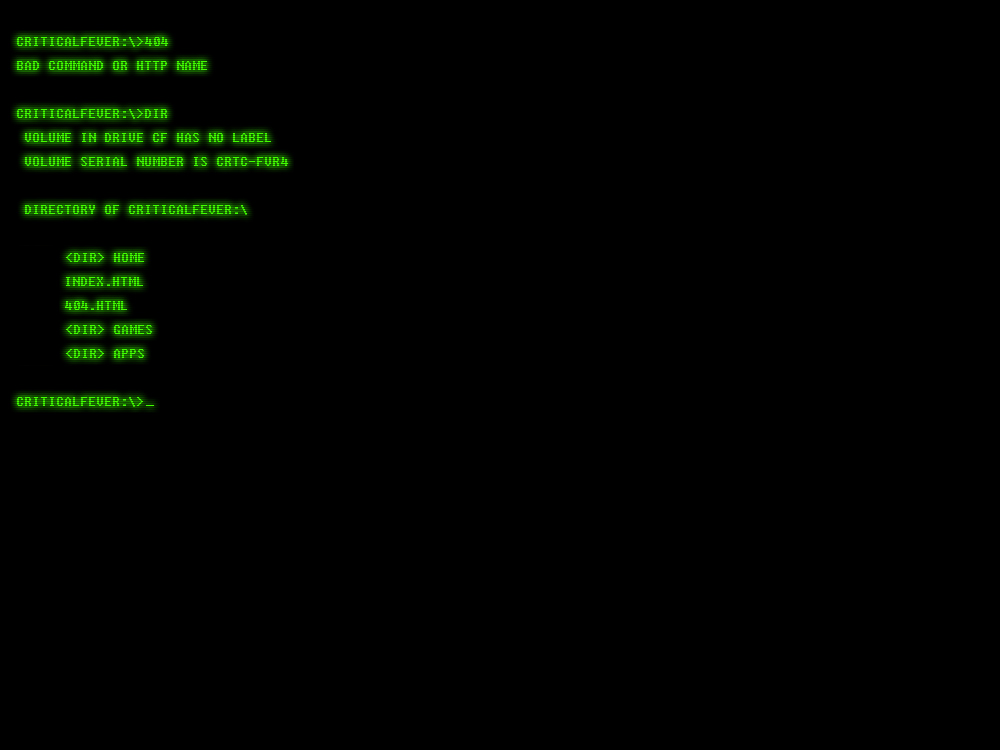 CRITICALFEVER:\>404
BAD COMMAND OR HTTP NAME
CRITICALFEVER:\>DIR
VOLUME IN DRIVE CF HAS NO LABEL
VOLUME SERIAL NUMBER IS CRTC-FVR4
DIRECTORY OF CRITICALFEVER:\
<DIR> HOME
INDEX.HTML
404.HTML
<DIR> GAMES
<DIR> APPS
CRITICALFEVER:\>_